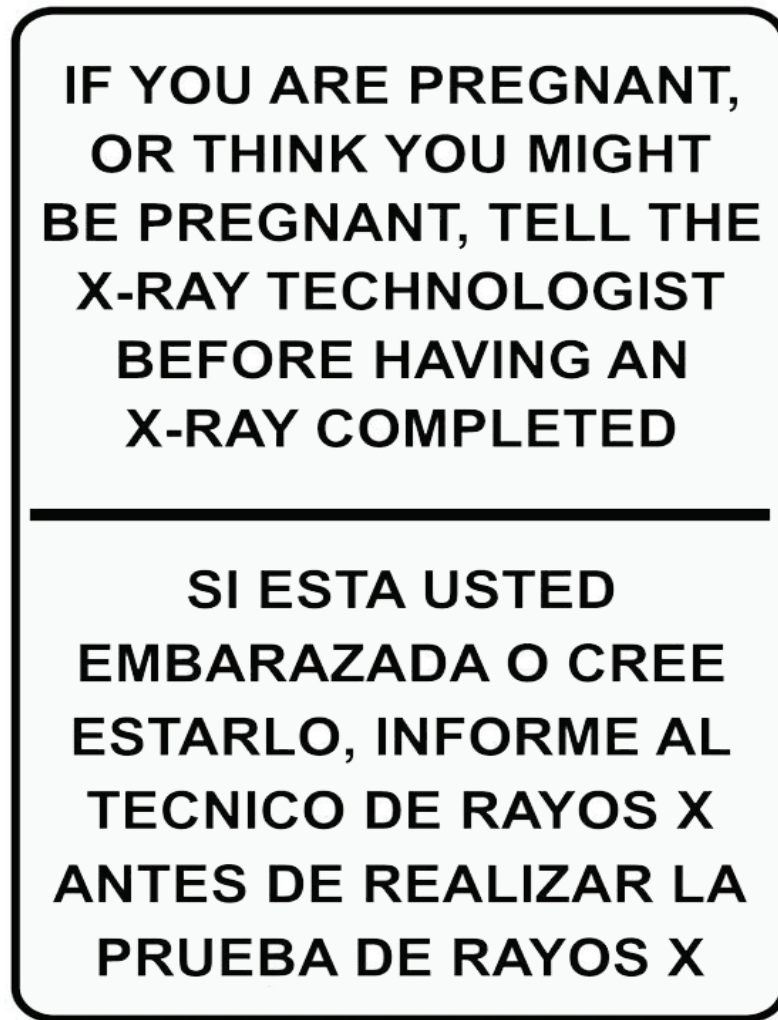 IF YOU ARE PREGNANT,
OR THINK YOU MIGHT
BE PREGNANT, TELL THE
X-RAY TECHNOLOGIST
BEFORE HAVING AN
X-RAY COMPLETED
SI ESTA USTED
EMBARAZADA O CREE
ESTARLO, INFORME AL
TECNICO DE RAYOS X
ANTES DE REALIZAR LA
PRUEBA DE RAYOS X